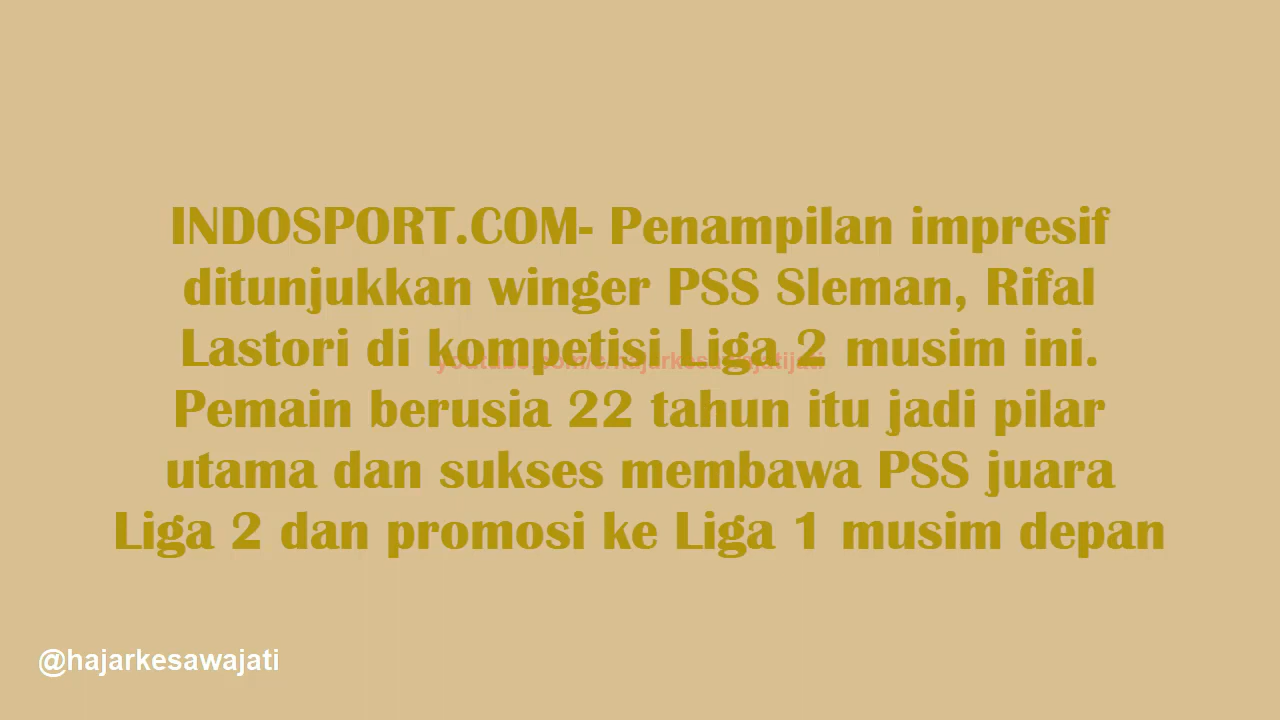 INDOSPORT.COM- Penampilan impresif
ditunjukkan winger PSS Sleman, Rifal
Lastori di kompetisi Liga 2 musim ini.
Pemain berusia 22 tahun itu jadi pilar
utama dan sukses membawa PSS juara
Liga 2 dan promosi ke Liga 1 musim depan
@hajarkesawajati